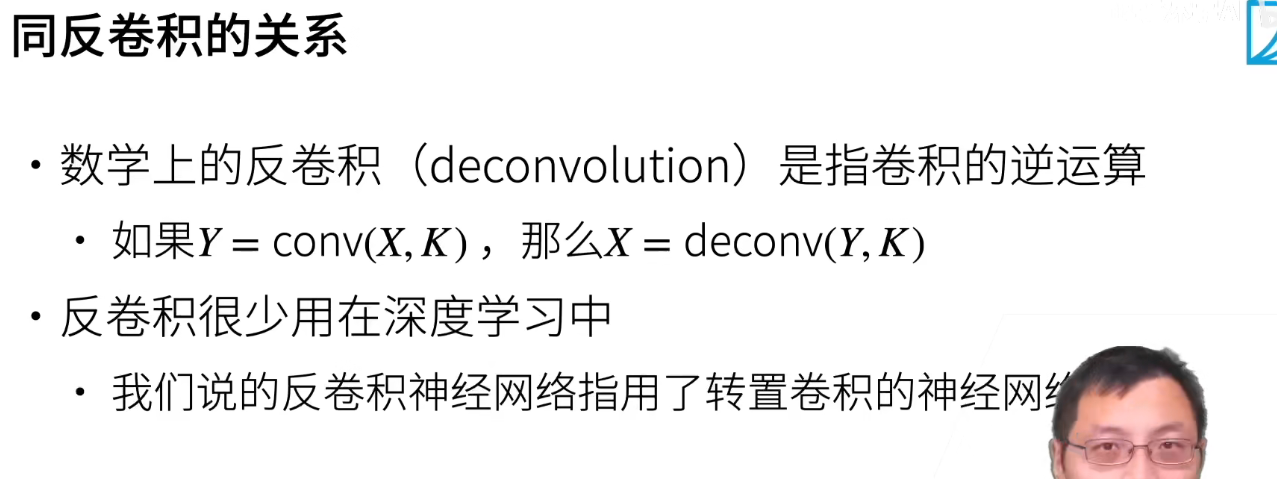 同反卷积的关系
• 数学上的反卷积（deconvolution）是指卷积的逆运算
• 如果Y = conv(X, K)，那么X = deconv(Y, K)
• 反卷积很少用在深度学习中
• 我们说的反卷积神经网络指用了转置卷积的神经网